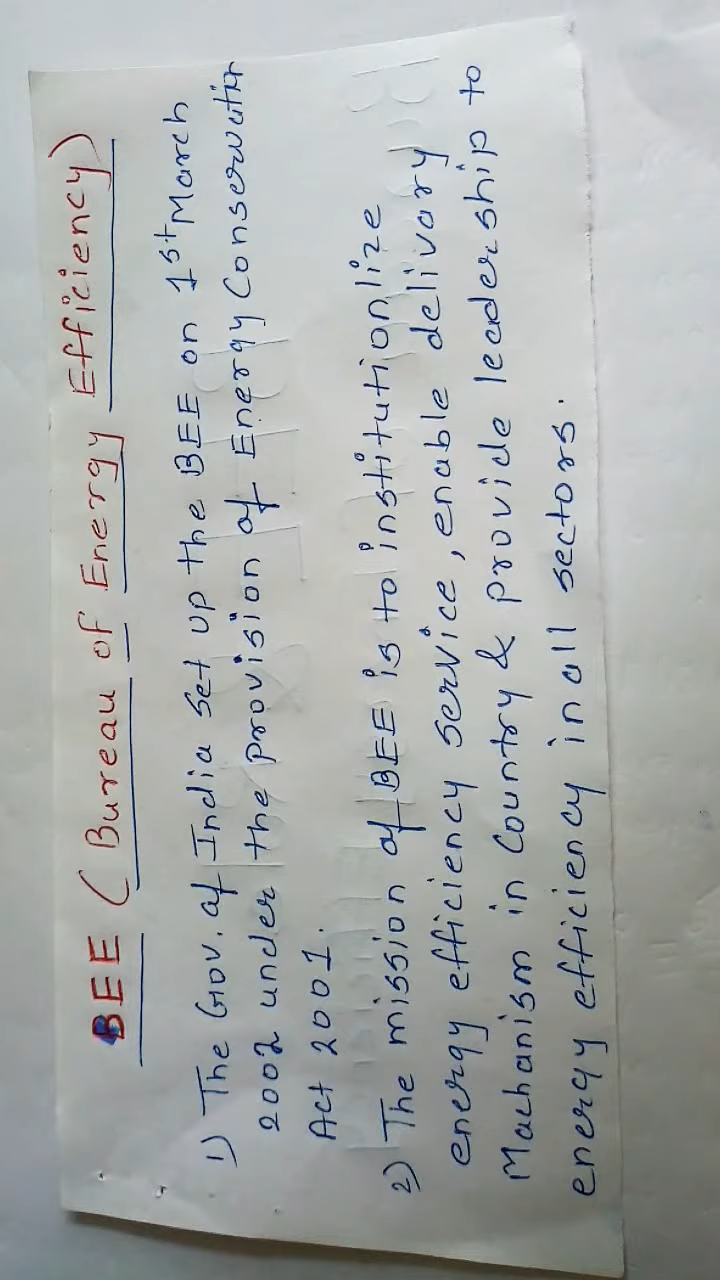 BEE (Bureau of Energy Efficiency)
1) The Gov. of India set up the BEE on 1st March
2002 under the provision of Energy Conservation
Act 2001.
2) The mission of BEE is to institutionlize
energy efficiency service, enable delivary
Machanism in country & provide leadership to
energy efficiency in all sectors.